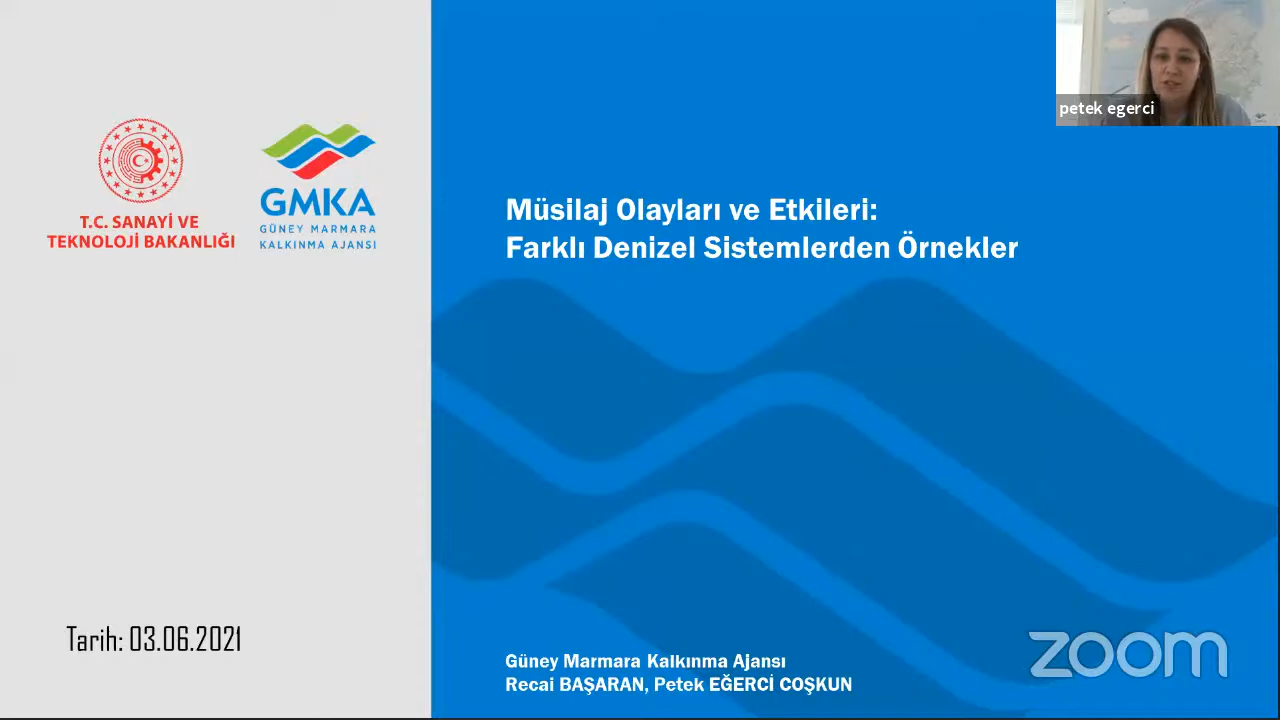 petek egerci
T.C. SANAYİ VE
TEKNOLOJİ BAKANLIĞI
GMKA
GÜNEY MARMARA
KALKINMA AJANSI
Müsilaj Olayları ve Etkileri:
Farklı Denizel Sistemlerden Örnekler
Tarih: 03.06.2021
Güney Marmara Kalkınma Ajansı
Recai BAŞARAN, Petek EĞERCİ COŞKUN
zoom